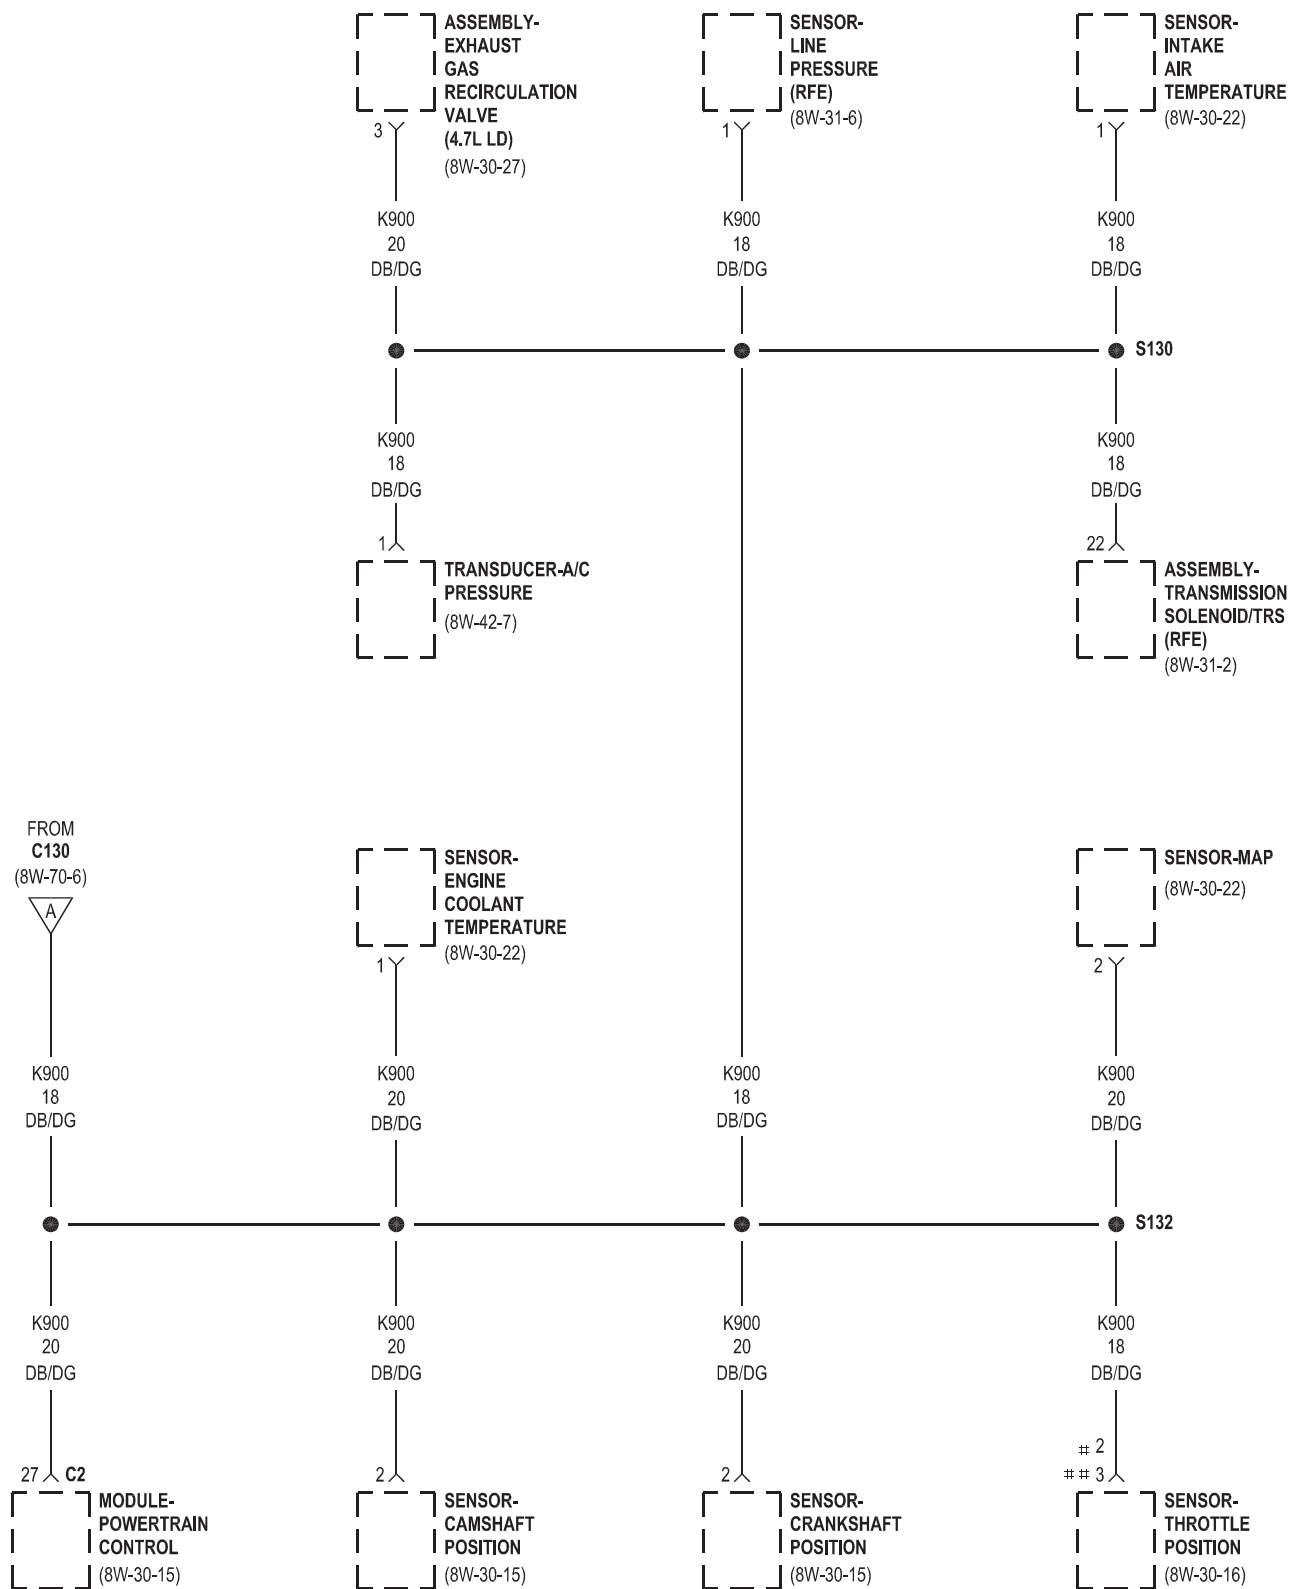 ASSEMBLY-
EXHAUST
GAS
RECIRCULATION
VALVE
(4.7L LD)
(8W-30-27)
3
SENSOR-
LINE
PRESSURE
(RFE)
(8W-31-6)
1
SENSOR-
INTAKE
AIR
TEMPERATURE
(8W-30-22)
1
K900
20
DB/DG
K900
18
DB/DG
K900
18
DB/DG
S130
K900
18
DB/DG
1
K900
18
DB/DG
22
TRANSDUCER-A/C
PRESSURE
(8W-42-7)
ASSEMBLY-
TRANSMISSION
SOLENOID/TRS
(RFE)
(8W-31-2)
FROM
C130
(8W-70-6)
A
SENSOR-
ENGINE
COOLANT
TEMPERATURE
(8W-30-22)
1
SENSOR-MAP
(8W-30-22)
2
K900
18
DB/DG
K900
20
DB/DG
K900
18
DB/DG
K900
20
DB/DG
S132
K900
20
DB/DG
K900
20
DB/DG
K900
20
DB/DG
K900
18
DB/DG
27 C2
2
2
# 2
## 3
MODULE-
POWERTRAIN
CONTROL
(8W-30-15)
SENSOR-
CAMSHAFT
POSITION
(8W-30-15)
SENSOR-
CRANKSHAFT
POSITION
(8W-30-15)
SENSOR-
THROTTLE
POSITION
(8W-30-16)